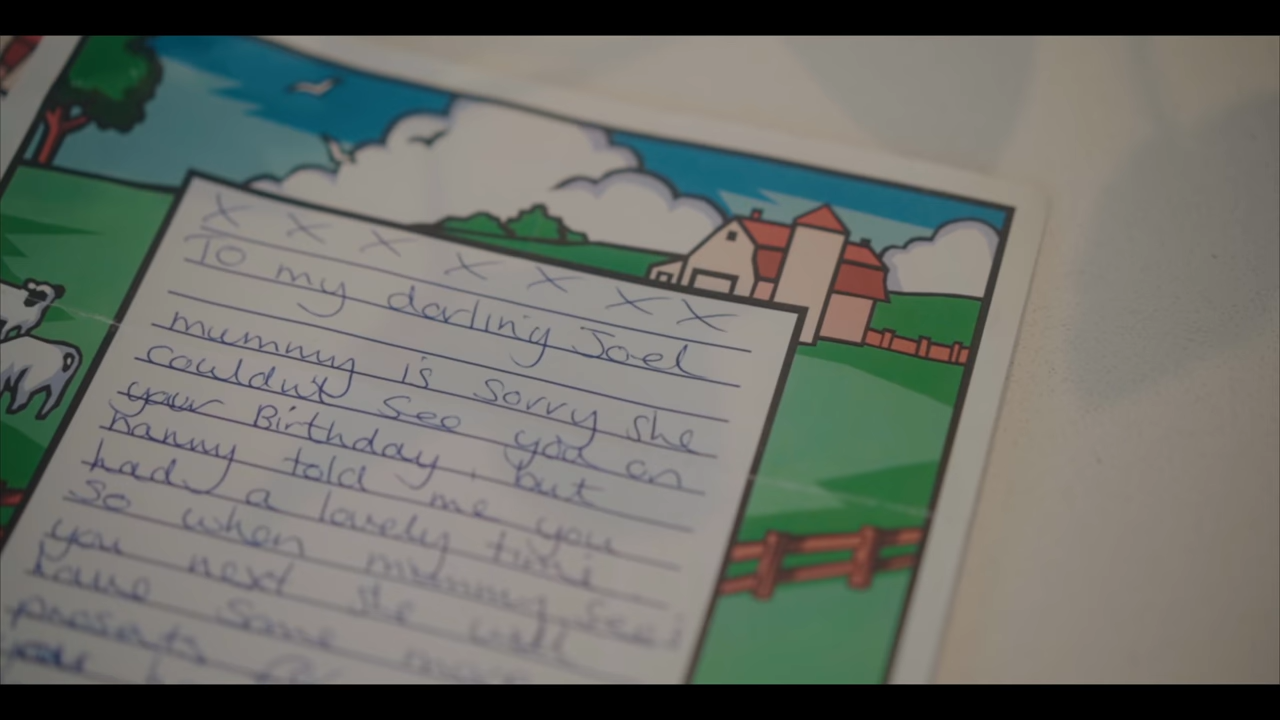 x x x x x x x
To my darling Joel
mummy is sorry she
couldn't see you on
your Birthday, but
nanny told me you
had a lovely time
so when mummy sees
you next she will
have some more
presents